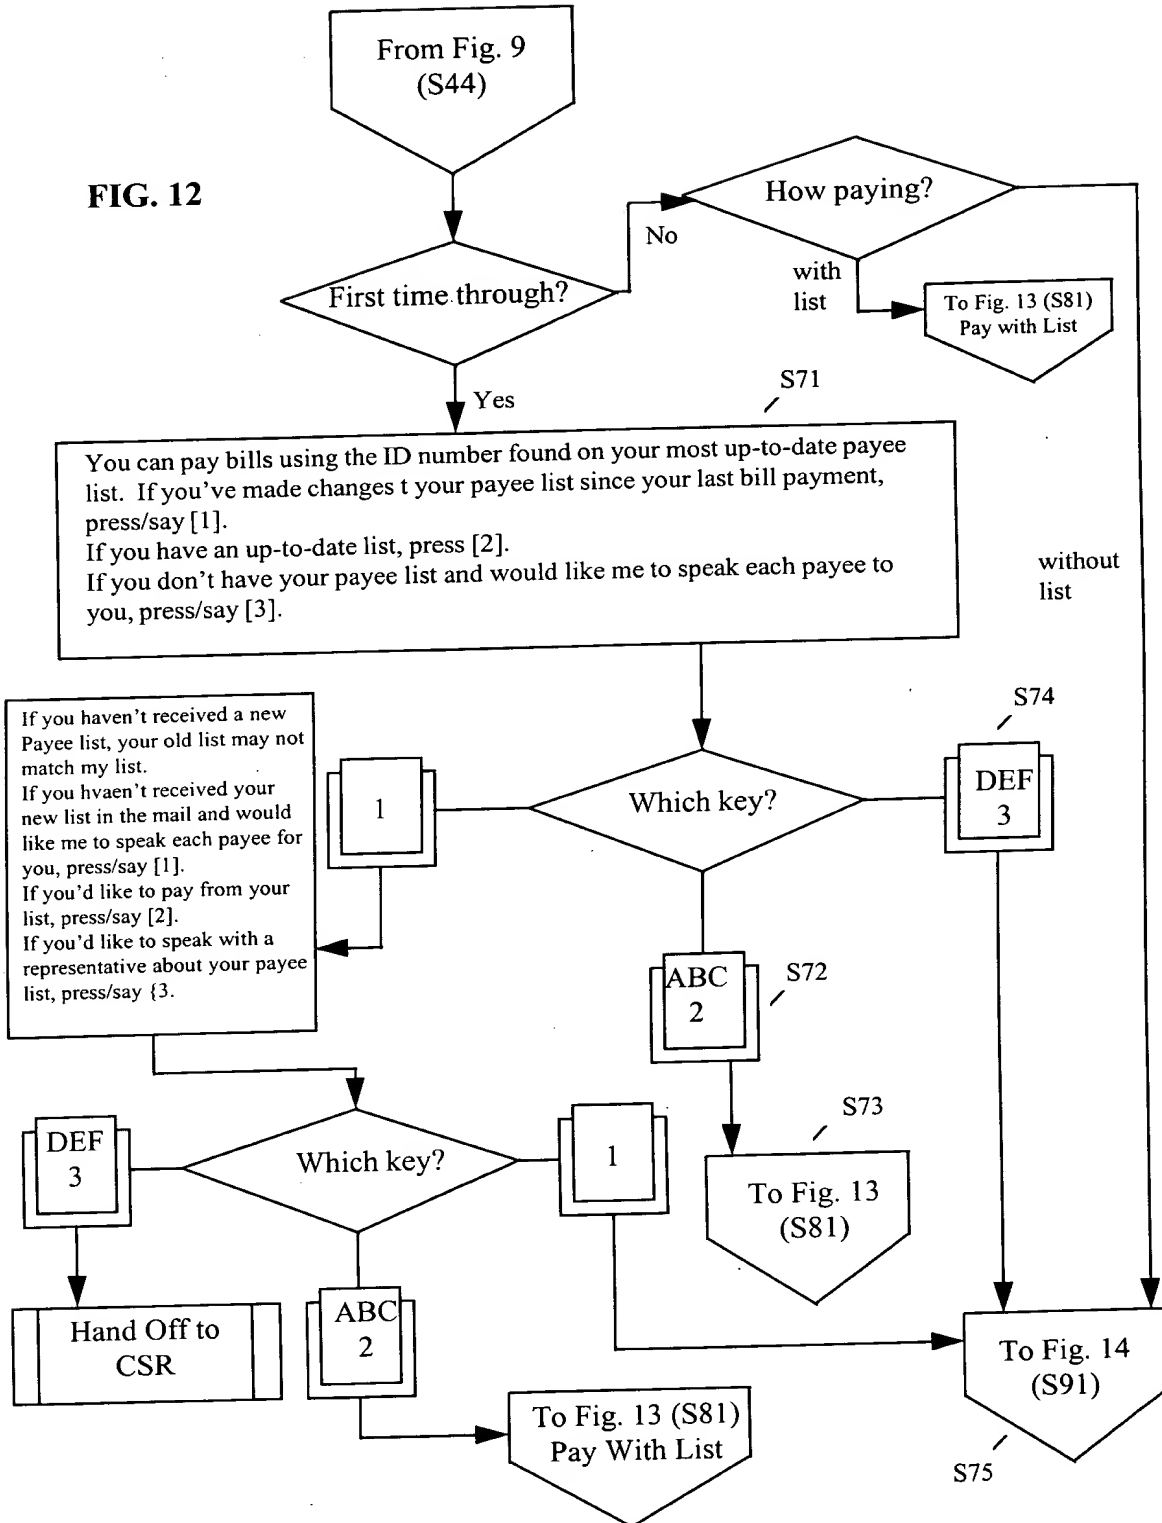 From Fig. 9
(S44)
FIG. 12
How paying?
No
First time through?
with
list
To Fig. 13 (S81)
Pay with List
Yes
S71
You can pay bills using the ID number found on your most up-to-date payee
list. If you've made changes t your payee list since your last bill payment,
press/say [1].
If you have an up-to-date list, press [2].
If you don't have your payee list and would like me to speak each payee to
you, press/say [3].
without
list
If you haven't received a new
Payee list, your old list may not
match my list.
If you hvaen't received your
new list in the mail and would
like me to speak each payee for
you, press/say [1].
If you'd like to pay from your
list, press/say [2].
If you'd like to speak with a
representative about your payee
list, press/say {3.
1
Which key?
S74
DEF
3
ABC
2
S72
S73
To Fig. 13
(S81)
DEF
3
Which key?
1
Hand Off to
CSR
ABC
2
To Fig. 13 (S81)
Pay With List
To Fig. 14
(S91)
S75